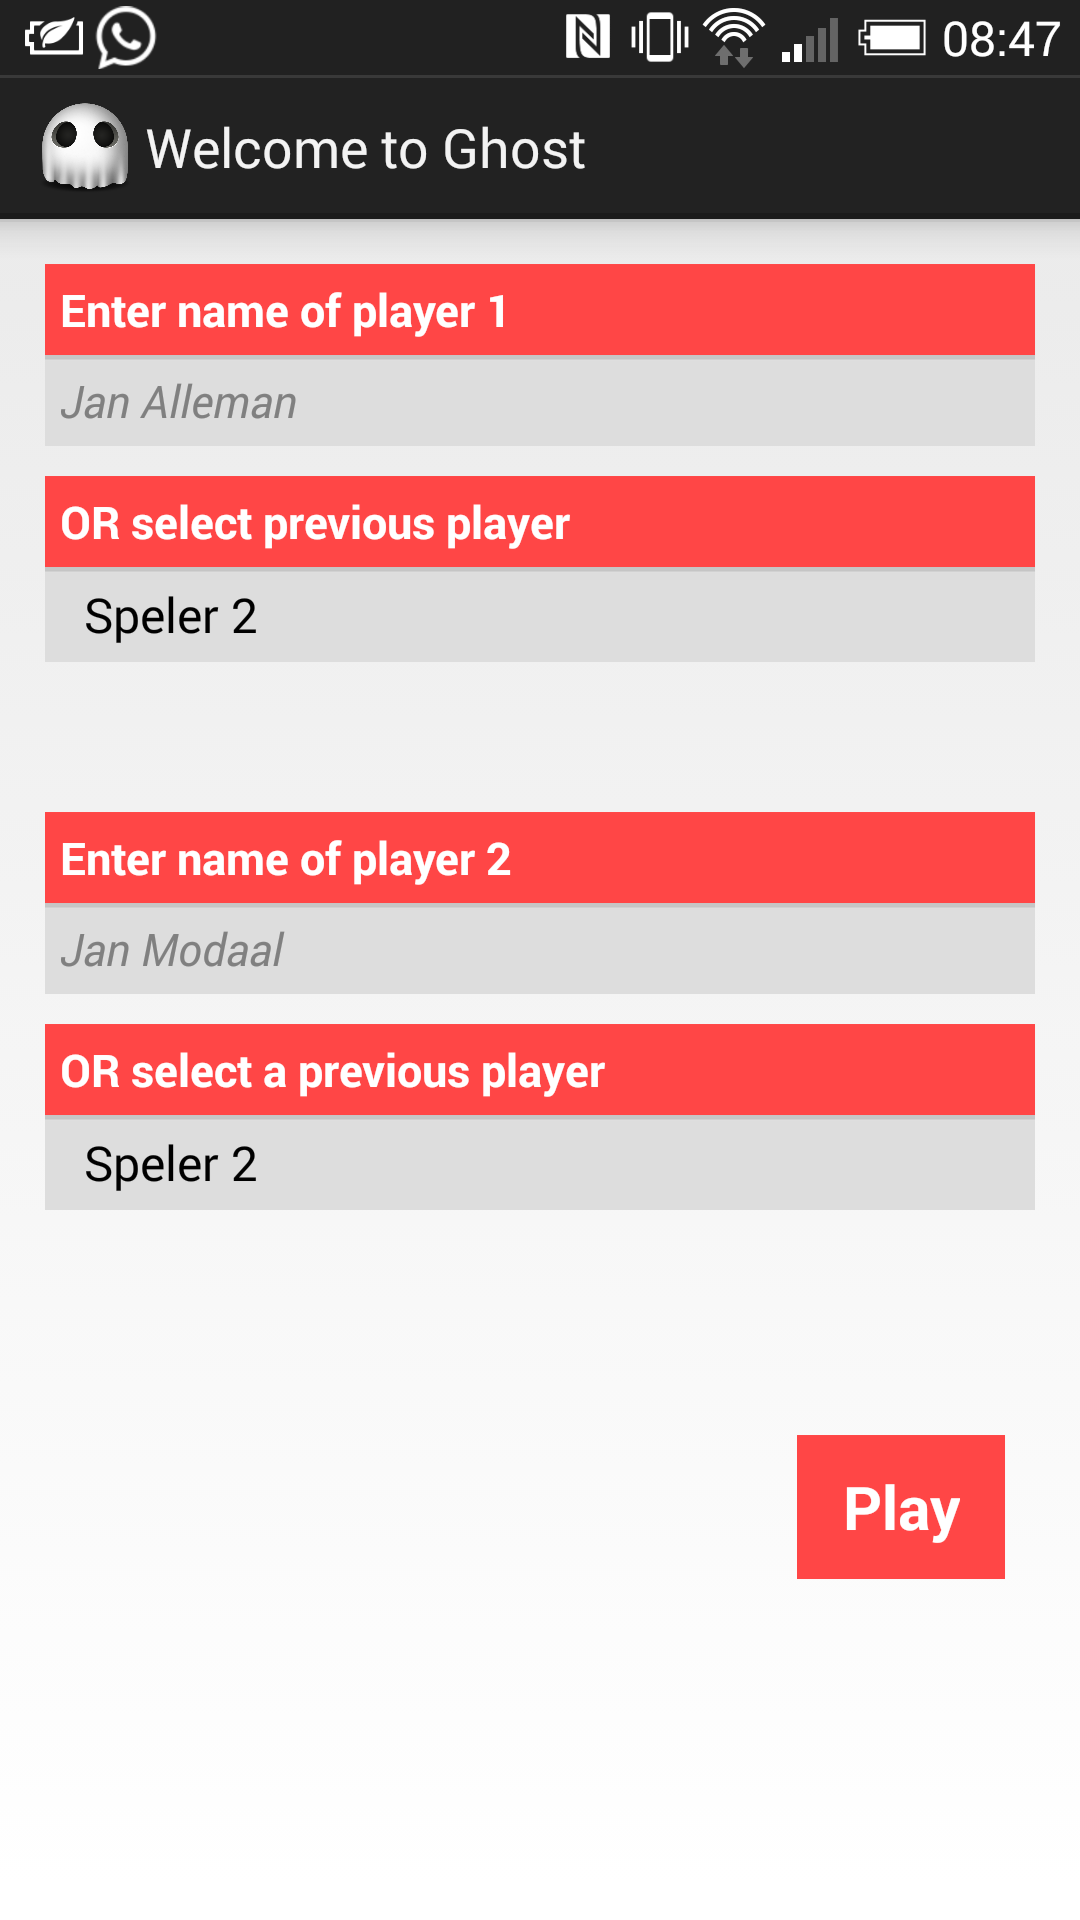 08:47
Welcome to Ghost
Enter name of player 1
Jan Alleman
OR select previous player
Speler 2
Enter name of player 2
Jan Modaal
OR select a previous player
Speler 2
Play